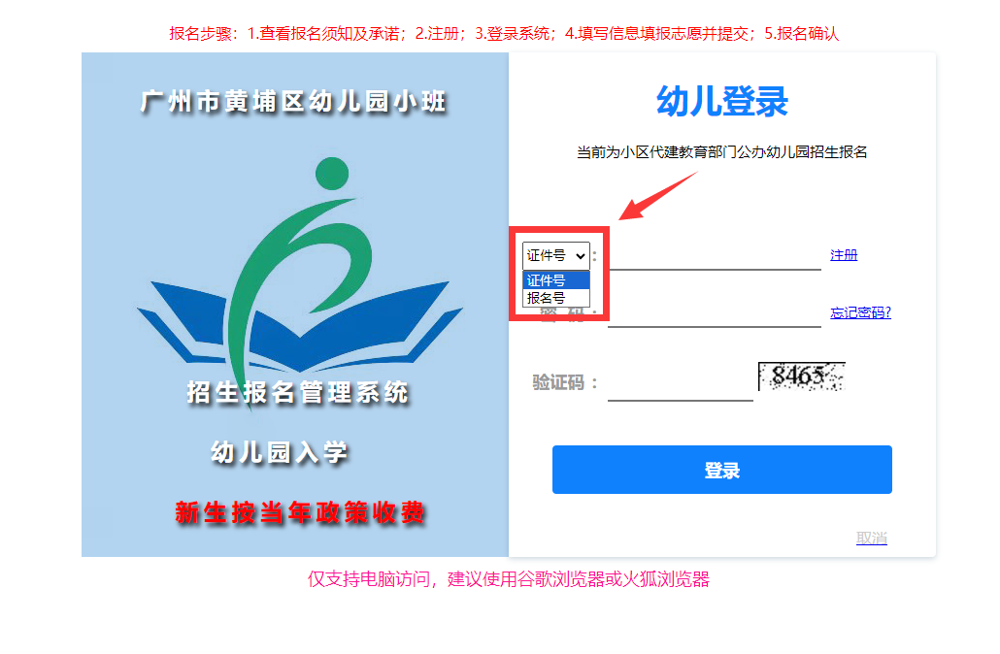 报名步骤：1.查看报名须知及承诺；2.注册；3.登录系统；4.填写信息填报志愿并提交；5.报名确认
广州市黄埔区幼儿园小班
招生报名管理系统
幼儿园入学
新生按当年政策收费
幼儿登录
当前为小区代建教育部门公办幼儿园招生报名
证件号 : 注册
证件号
报名号
密 码 : 忘记密码?
验证码 : 8465
登录
取消
仅支持电脑访问，建议使用谷歌浏览器或火狐浏览器